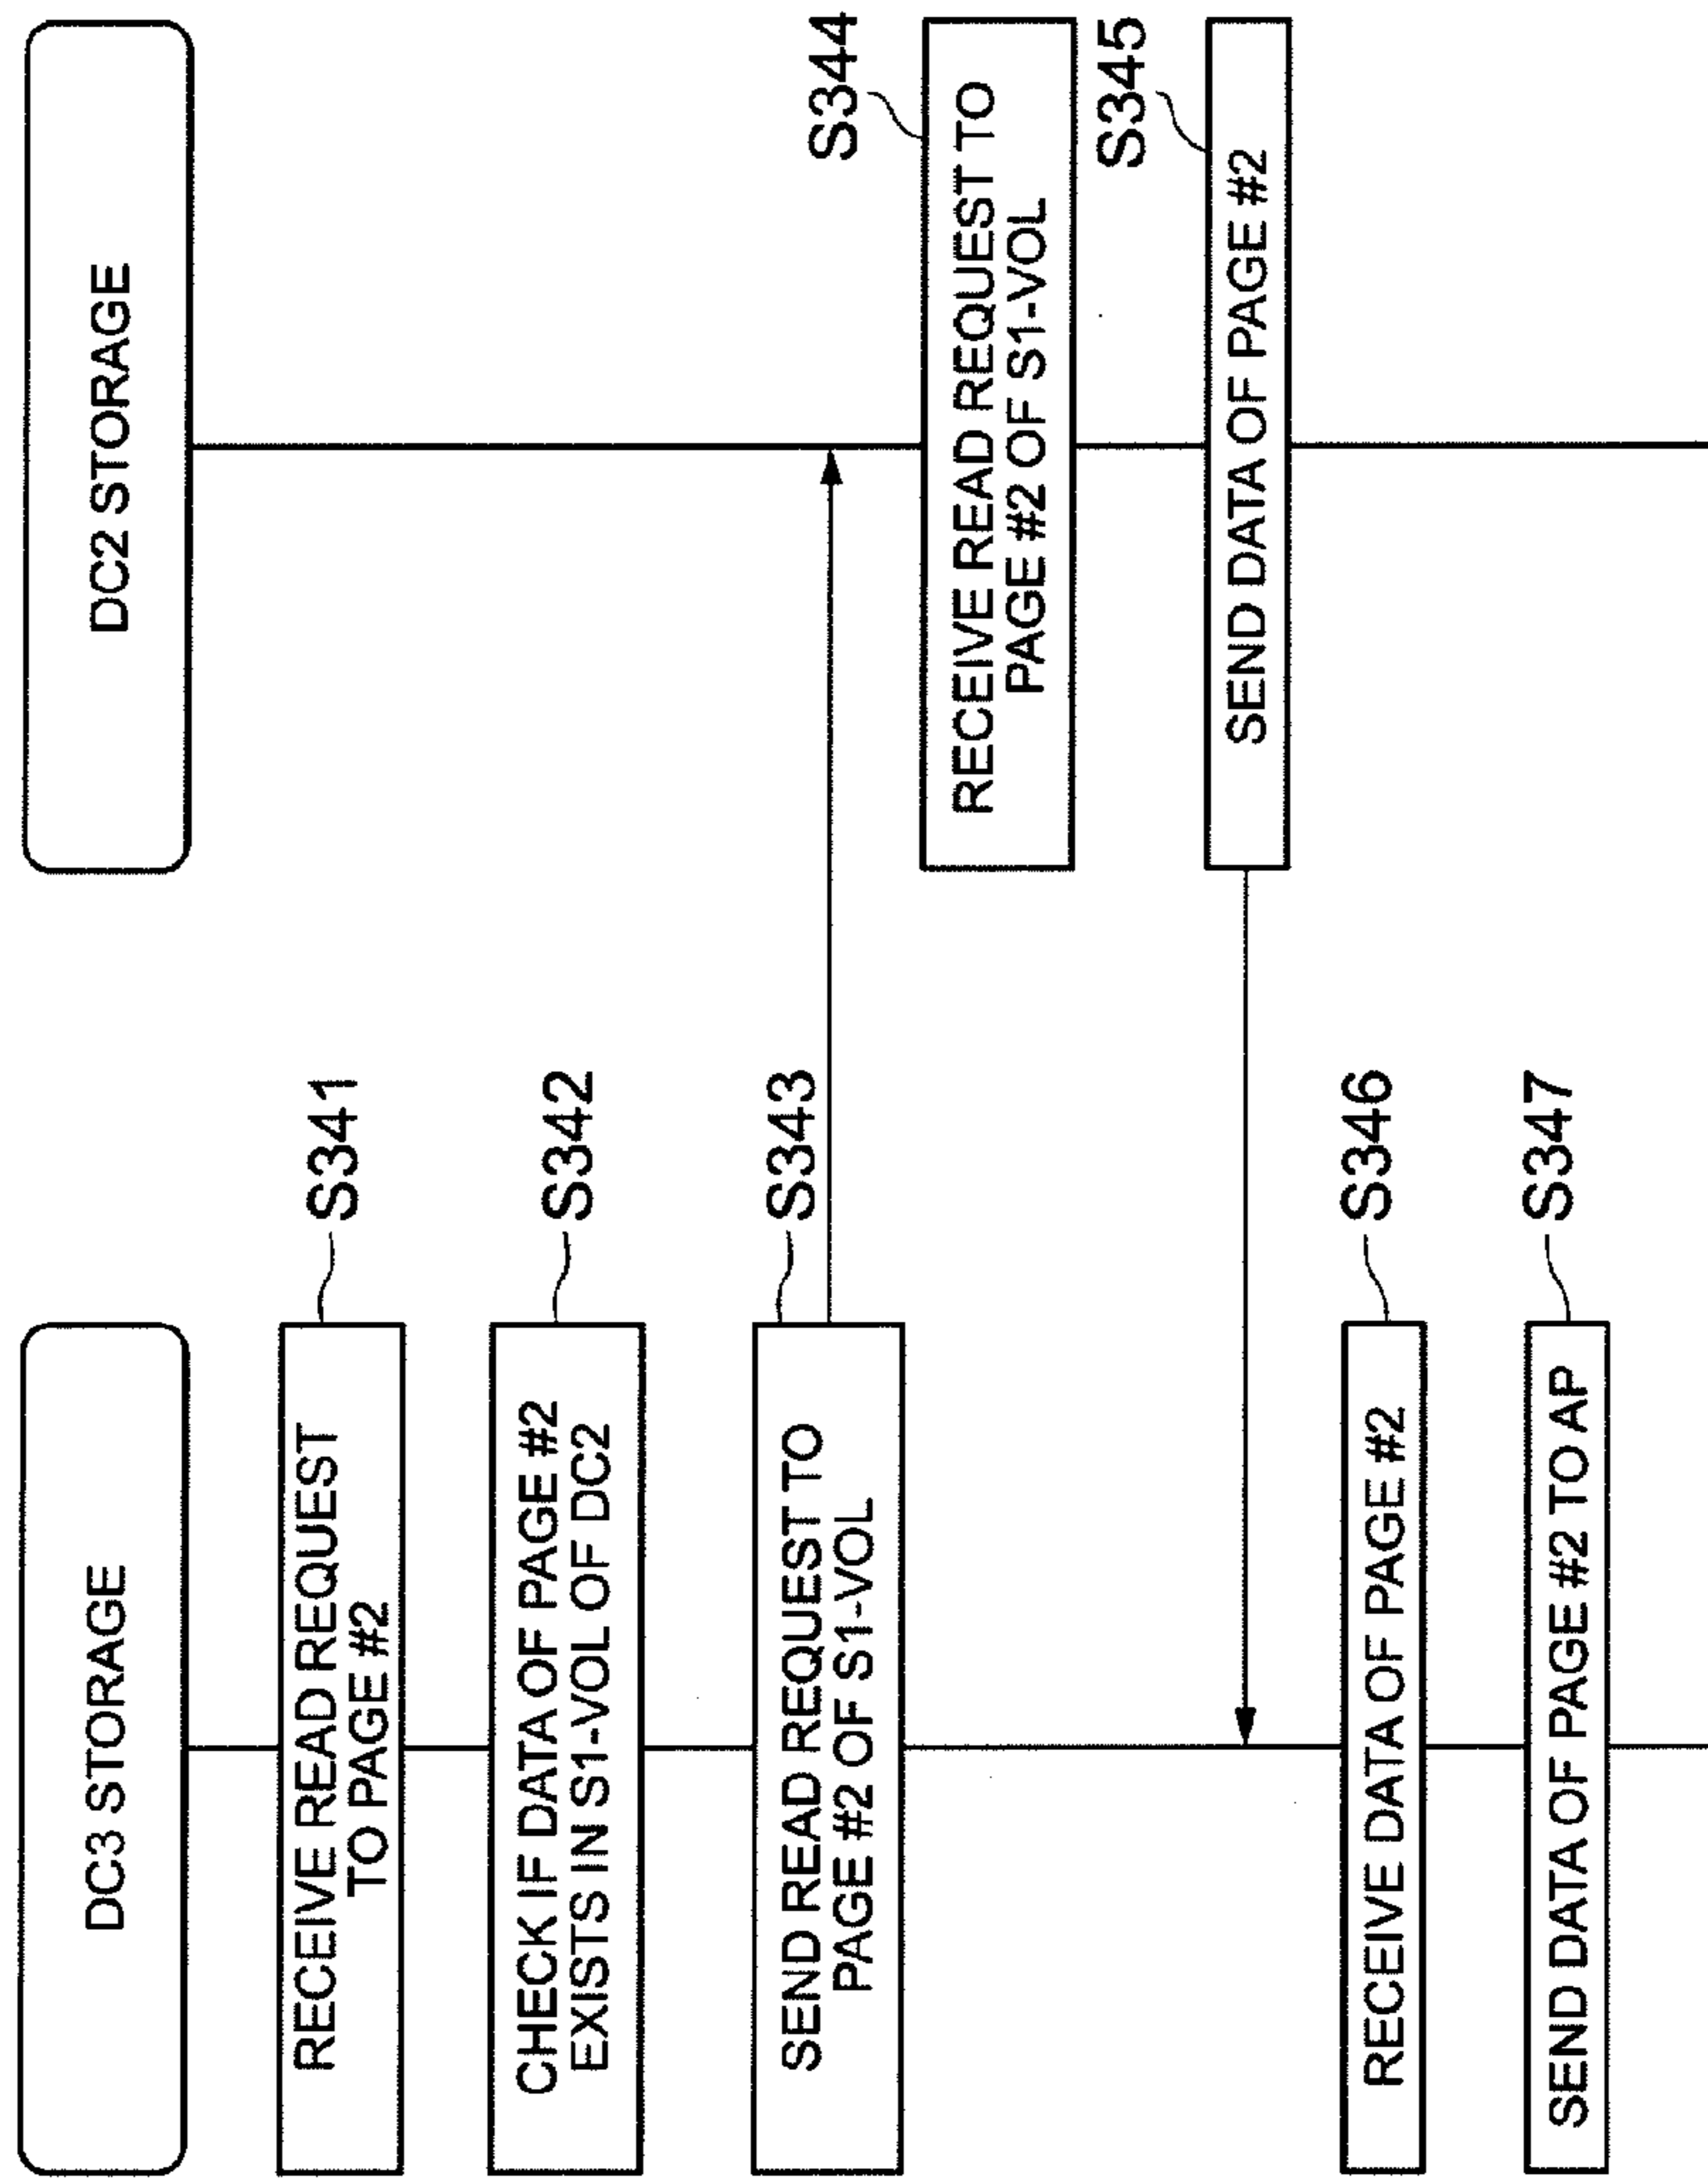 DC3 STORAGE
DC2 STORAGE
RECEIVE READ REQUEST
TO PAGE #2
S341
CHECK IF DATA OF PAGE #2
EXISTS IN S1-VOL OF DC2
S342
SEND READ REQUEST TO
PAGE #2 OF S1-VOL
S343
RECEIVE READ REQUEST TO
PAGE #2 OF S1-VOL
S344
SEND DATA OF PAGE #2
S345
RECEIVE DATA OF PAGE #2
S346
SEND DATA OF PAGE #2 TO AP
S347